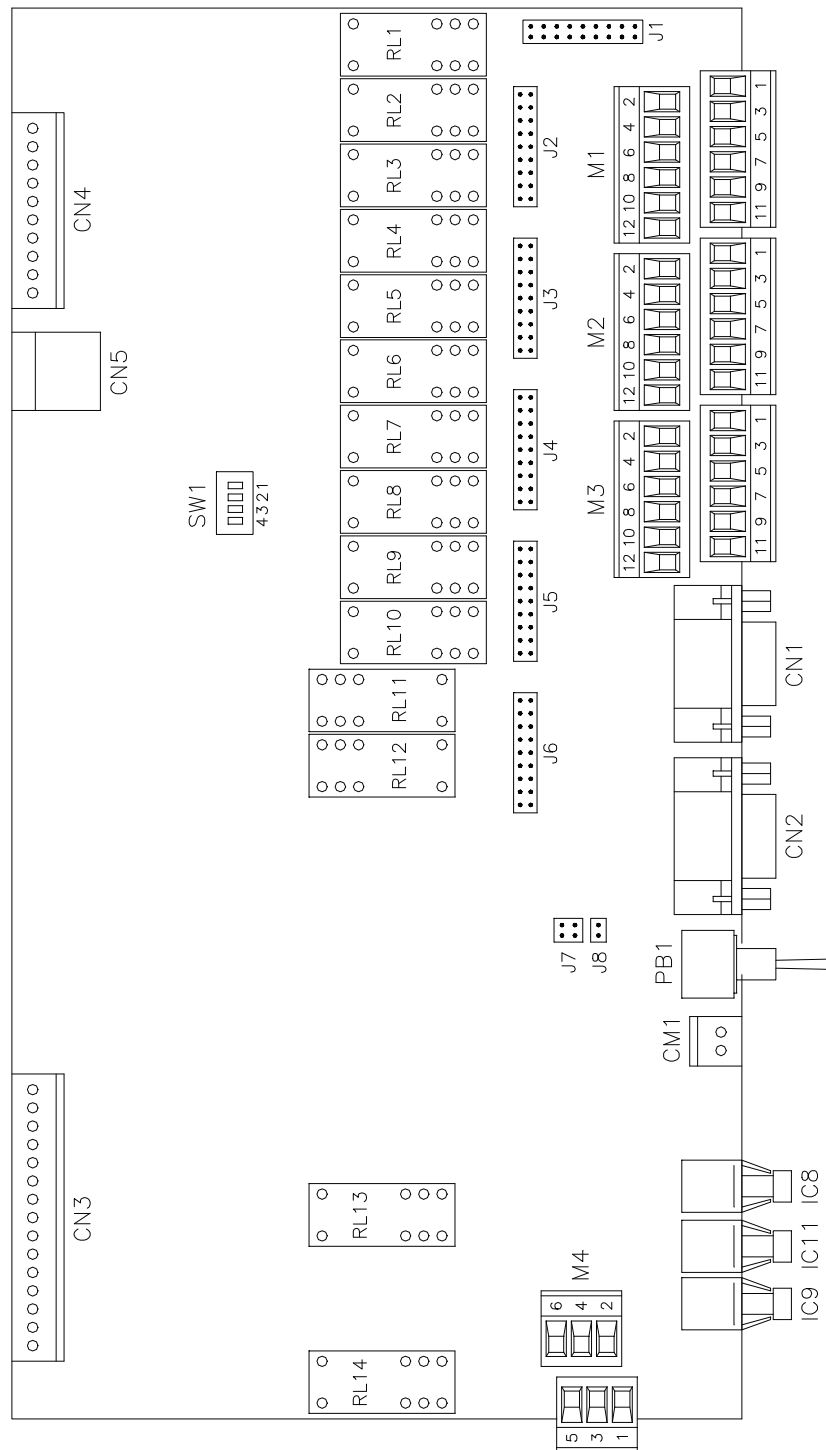 RL1
J1
RL2
J2
RL3
RL4
J3
RL5
RL6
J4
RL7
RL8
RL9
J5
RL10
RL11
J6
RL12
CN4
CN5
SW1
4321
M1
12 10 8 6 4 2
11 9 7 5 3 1
M2
12 10 8 6 4 2
11 9 7 5 3 1
M3
12 10 8 6 4 2
11 9 7 5 3 1
CN1
CN2
J7
J8
PB1
CM1
CN3
RL13
RL14
M4
6 4 2
5 3 1
IC9
IC11
IC8